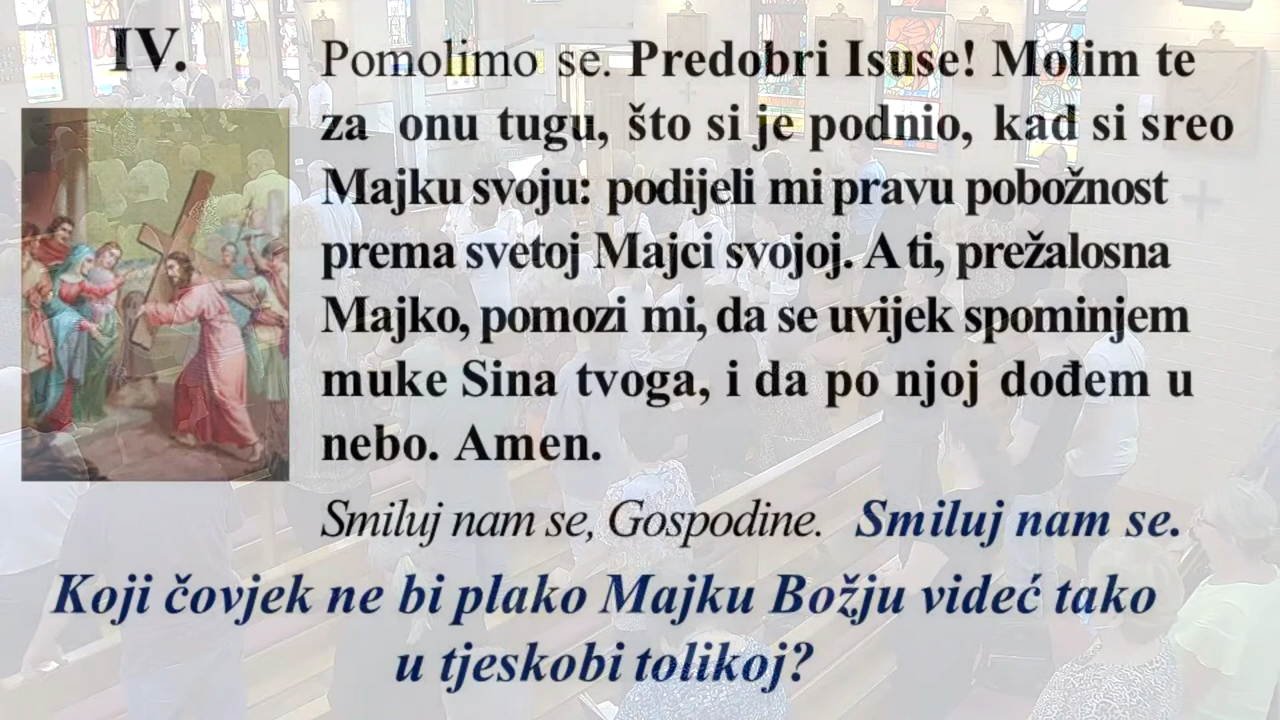 IV.
Pomolimo se. Predobri Isuse! Molim te
za onu tugu, što si je podnio, kad si sreo
Majku svoju: podijeli mi pravu pobožnost
prema svetoj Majci svojoj. A ti, prežalosna
Majko, pomozi mi, da se uvijek spominjem
muke Sina tvoga, i da po njoj dođem u
nebo. Amen.
Smiluj nam se, Gospodine. Smiluj nam se.
Koji čovjek ne bi plako Majku Božju videć tako
u tjeskobi tolikoj?